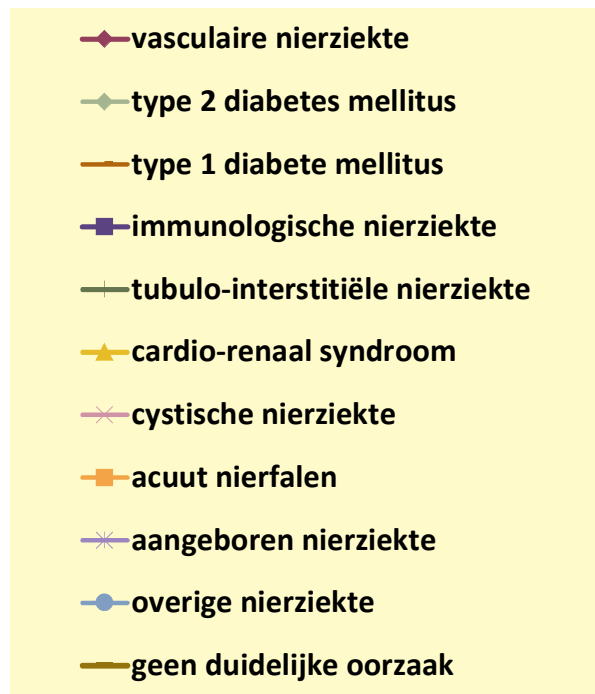 vasculaire nierziekte
type 2 diabetes mellitus
type 1 diabete mellitus
immunologische nierziekte
tubulo-interstitiële nierziekte
cardio-renaal syndroom
cystische nierziekte
acuut nierfalen
aangeboren nierziekte
overige nierziekte
geen duidelijke oorzaak